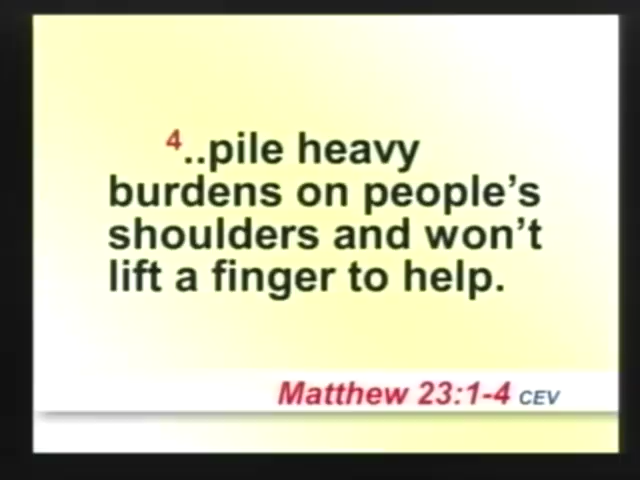 4..pile heavy
burdens on people's
shoulders and won't
lift a finger to help.
Matthew 23:1-4 CEV